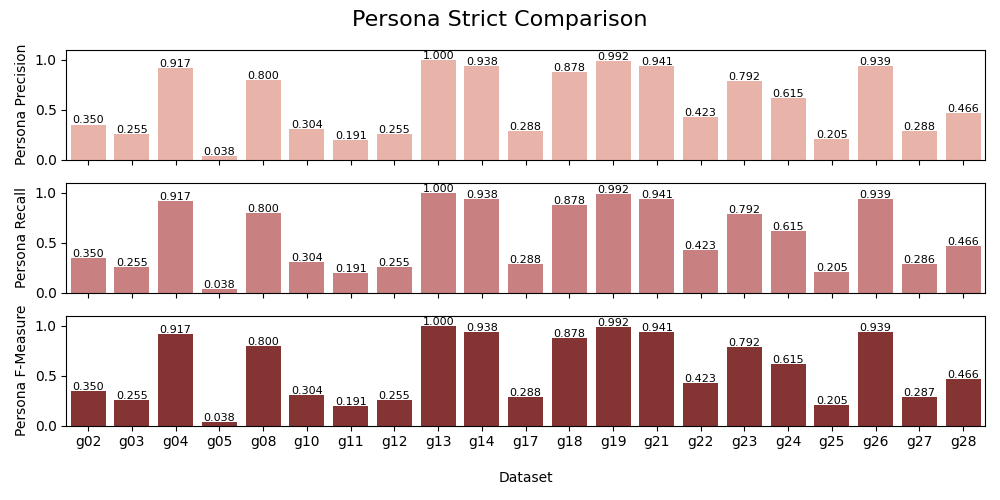 Persona Strict Comparison
Persona Precision
1.0
0.5
0.0
0.350 0.255 0.917 0.038 0.800 0.304 0.191 0.255 1.000 0.938 0.288 0.878 0.992 0.941 0.423 0.792 0.615 0.205 0.939 0.288 0.466
Persona Recall
1.0
0.5
0.0
0.350 0.255 0.917 0.038 0.800 0.304 0.191 0.255 1.000 0.938 0.288 0.878 0.992 0.941 0.423 0.792 0.615 0.205 0.939 0.286 0.466
Persona F-Measure
1.0
0.5
0.0
0.350 0.255 0.917 0.038 0.800 0.304 0.191 0.255 1.000 0.938 0.288 0.878 0.992 0.941 0.423 0.792 0.615 0.205 0.939 0.287 0.466
g02 g03 g04 g05 g08 g10 g11 g12 g13 g14 g17 g18 g19 g21 g22 g23 g24 g25 g26 g27 g28
Dataset